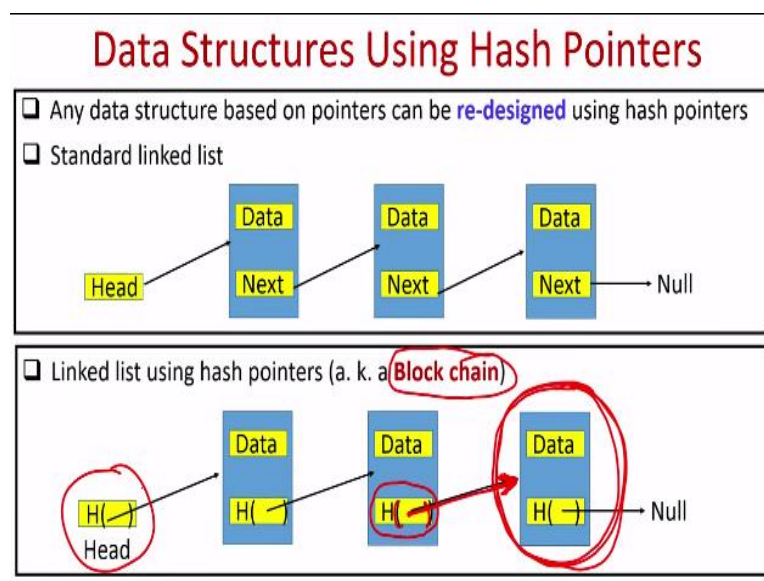 Data Structures Using Hash Pointers
❑ Any data structure based on pointers can be re-designed using hash pointers
❑ Standard linked list
Data Data Data
Head Next Next Next Null
❑ Linked list using hash pointers (a. k. a Block chain)
Data Data Data
H( ) H( ) H( ) H( ) Null
Head